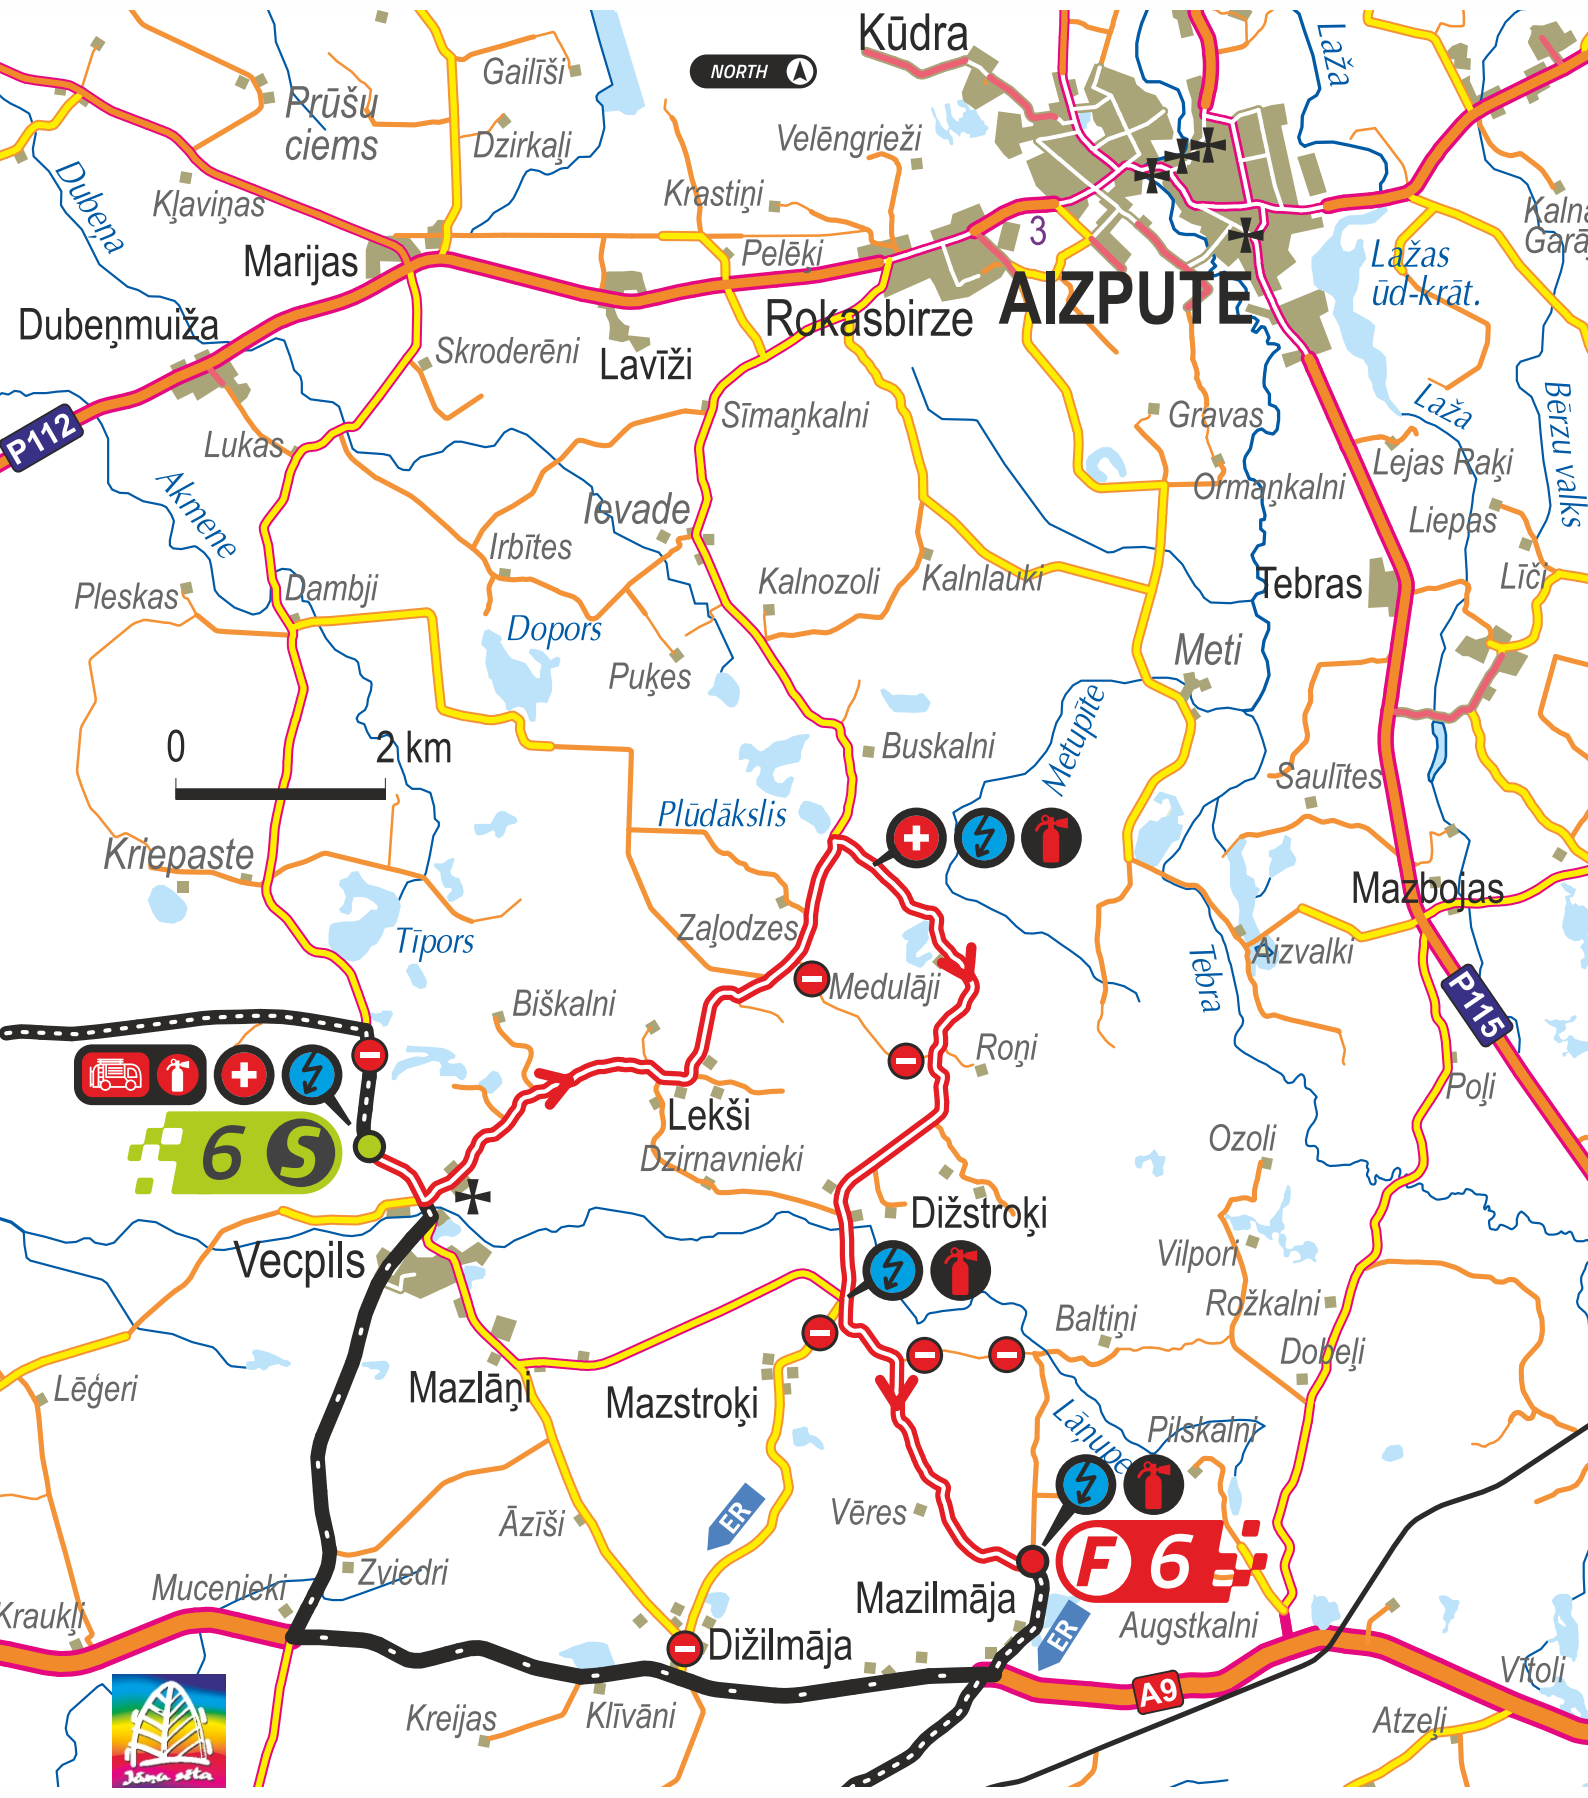 Kūdra
Laža
Gailīši
NORTH
Prūšu
ciems
Dzirkaļi
Velēngrieži
Dubeņa
Kļaviņas
Krastiņi
3
Kalna
Marijas
Pelēķi
Lažas
ūd-krāt.
AIZPUTE
Dubeņmuiža
Rokasbirze
Skroderēni
Lavīži
Bērzu valks
Laža
P112
Lukas
Sīmaņkalni
Gravas
Lejas Raķi
Akmene
Ormaņkalni
Ievade
Liepas
Irbītes
Pleskas
Dambji
Kalnozoli
Kalnlauki
Tebras
Līči
Dopors
Puķes
Meti
Metupīte
0
2 km
Buskalni
Saulītes
Plūdākslis
Kriepaste
Mazbojas
Zaļodzes
Tīpors
Aizvalki
Tebra
Medulāji
P115
Biškalni
Roņi
Poļi
Lekši
6 S
Dzirnavnieki
Ozoli
Dižstroķi
Vecpils
Vilpori
Rožkalni
Baltiņi
Dobeļi
Lēģeri
Mazlāņi
Mazstroķi
Lāņupe
Pilskalni
ER
Āzīši
Vēres
F 6
Mucenieki
Zviedri
Mazilmāja
Kraukļi
ER
Augstkalni
Dižilmāja
Vītoli
A9
Kreijas
Klīvāni
Atzeļi
Jāņa sēta